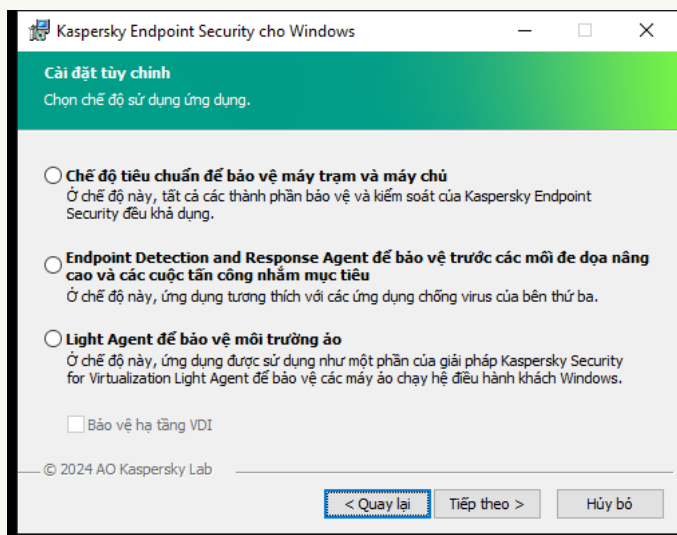 Kaspersky Endpoint Security cho Windows
Cài đặt tùy chỉnh
Chọn chế độ sử dụng ứng dụng.
Chế độ tiêu chuẩn để bảo vệ máy trạm và máy chủ
Ở chế độ này, tất cả các thành phần bảo vệ và kiểm soát của Kaspersky Endpoint
Security đều khả dụng.
Endpoint Detection and Response Agent để bảo vệ trước các mối đe dọa nâng
cao và các cuộc tấn công nhắm mục tiêu
Ở chế độ này, ứng dụng tương thích với các ứng dụng chống virus của bên thứ ba.
Light Agent để bảo vệ môi trường ảo
Ở chế độ này, ứng dụng được sử dụng như một phần của giải pháp Kaspersky Security
for Virtualization Light Agent để bảo vệ các máy ảo chạy hệ điều hành khách Windows.
Bảo vệ hạ tầng VDI
© 2024 AO Kaspersky Lab
< Quay lại
Tiếp theo >
Hủy bỏ